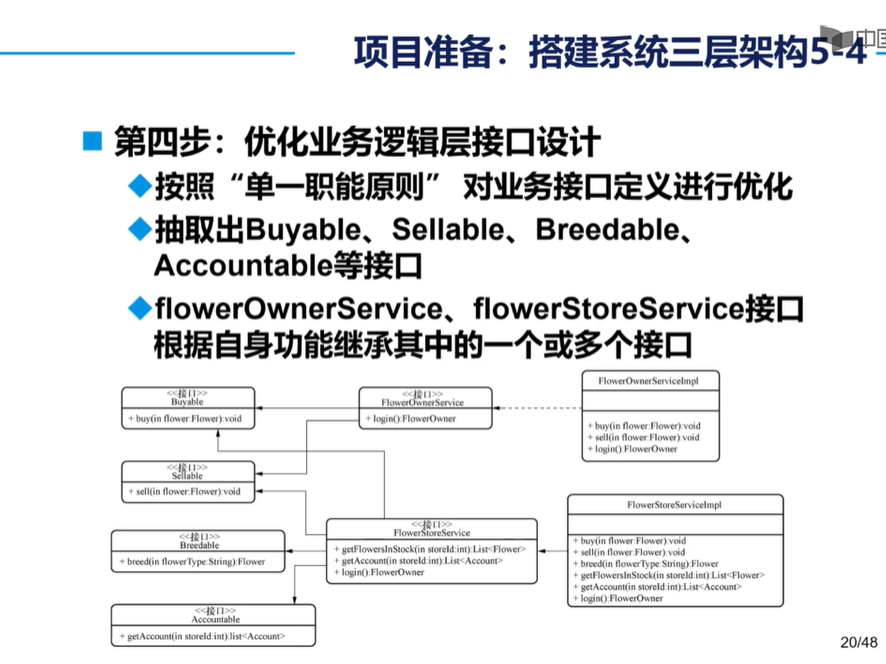 项目准备：搭建系统三层架构5-4
中国
第四步：优化业务逻辑层接口设计
按照“单一职能原则” 对业务接口定义进行优化
抽取出Buyable、Sellable、Breedable、
Accountable等接口
flowerOwnerService、flowerStoreService接口
根据自身功能继承其中的一个或多个接口
<<接口>>
Buyable
+ buy(in flower:Flower):void
<<接口>>
FlowerOwnerService
+ login():FlowerOwner
FlowerOwnerServiceImpl
+ buy(in flower:Flower):void
+ sell(in flower:Flower):void
+ login():FlowerOwner
<<接口>>
Sellable
+ sell(in flower:Flower):void
<<接口>>
Breedable
+ breed(in flowerType:String):Flower
<<接口>>
FlowerStoreService
+ getFlowersInStock(in storeId:int):List<Flower>
+ getAccount(in storeId:int):List<Account>
+ login():FlowerOwner
FlowerStoreServiceImpl
+ buy(in flower:Flower):void
+ sell(in flower:Flower):void
+ breed(in flowerType:String):Flower
+ getFlowersInStock(in storeId:int):List<Flower>
+ getAccount(in storeId:int):List<Account>
+ login():FlowerOwner
<<接口>>
Accountable
+ getAccount(in storeId:int):list<Account>
20/48